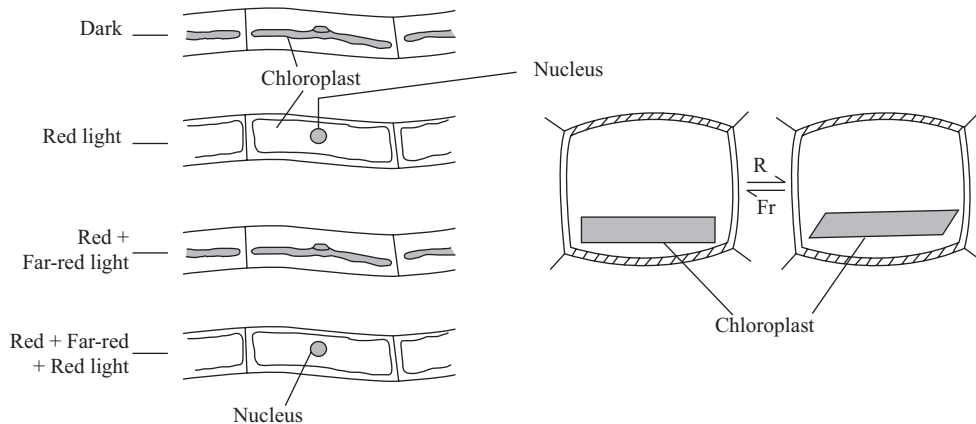 Dark
Chloroplast
Nucleus
Red light
R
Fr
Red +
Far-red light
Chloroplast
Red + Far-red
+ Red light
Nucleus